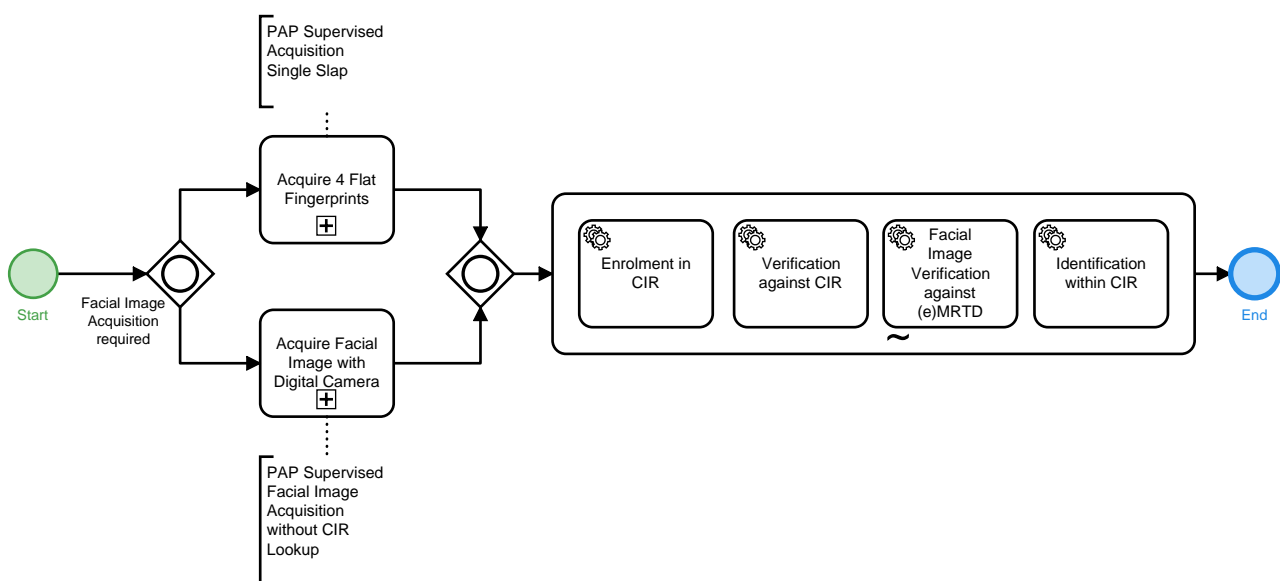 PAP Supervised
Acquisition
Single Slap
Acquire 4 Flat
Fingerprints
Start
Facial Image
Acquisition
required
Acquire Facial
Image with
Digital Camera
PAP Supervised
Facial Image
Acquisition
without CIR
Lookup
Enrolment in
CIR
Verification
against CIR
Facial
Image
Verification
against
(e)MRTD
Identification
within CIR
End